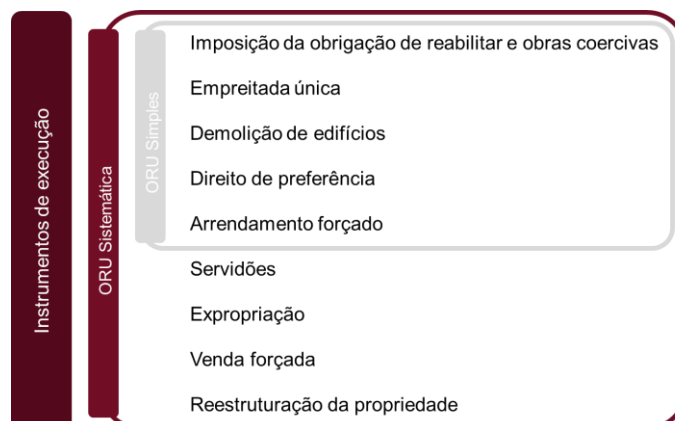 Instrumentos de execução
ORU Sistemática
ORU Simples
Imposição da obrigação de reabilitar e obras coercivas
Empreitada única
Demolição de edifícios
Direito de preferência
Arrendamento forçado
Servidões
Expropriação
Venda forçada
Reestruturação da propriedade